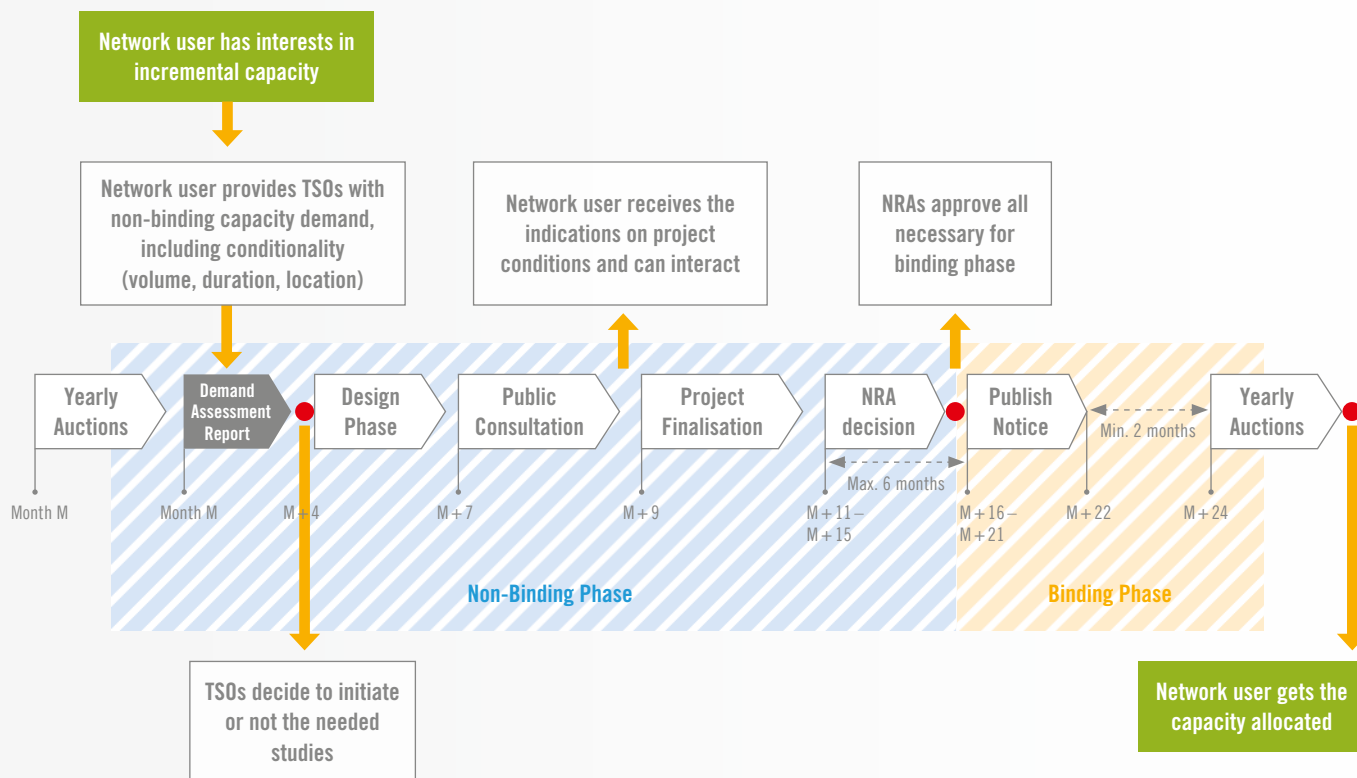 Network user has interests in
incremental capacity
Network user provides TSOs with
non-binding capacity demand,
including conditionality
(volume, duration, location)
Network user receives the
indications on project
conditions and can interact
NRAs approve all
necessary for
binding phase
Yearly
Auctions
Demand
Assessment
Report
Design
Phase
Public
Consultation
Project
Finalisation
NRA
decision
Publish
Notice
Yearly
Auctions
Min. 2 months
Max. 6 months
Month M
Month M
M + 4
M + 7
M + 9
M + 11 –
M + 15
M + 16 –
M + 21
M + 22
M + 24
Non-Binding Phase
Binding Phase
TSOs decide to initiate
or not the needed
studies
Network user gets the
capacity allocated